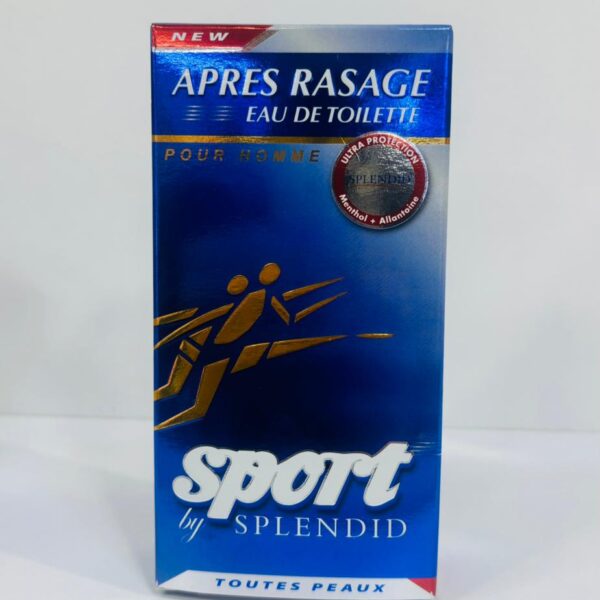 NEW
APRES RASAGE
EAU DE TOILETTE
POUR HOMME
ULTRA PROTECTION
SPLENDID
Menthol + Allantoine
sport
by SPLENDID
TOUTES PEAUX